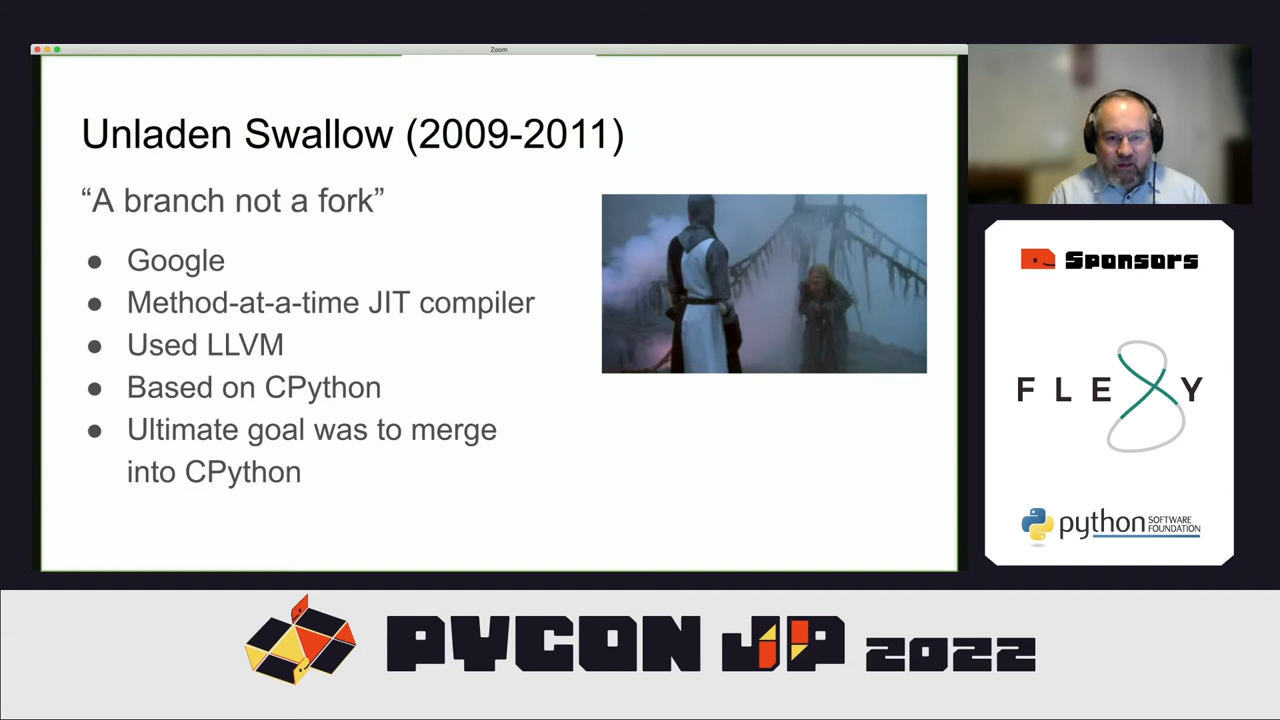 Zoom
Unladen Swallow (2009-2011)
“A branch not a fork”
● Google
● Method-at-a-time JIT compiler
● Used LLVM
● Based on CPython
● Ultimate goal was to merge
into CPython
Sponsors
FLEXY
python SOFTWARE
FOUNDATION
PYCON JP 2022